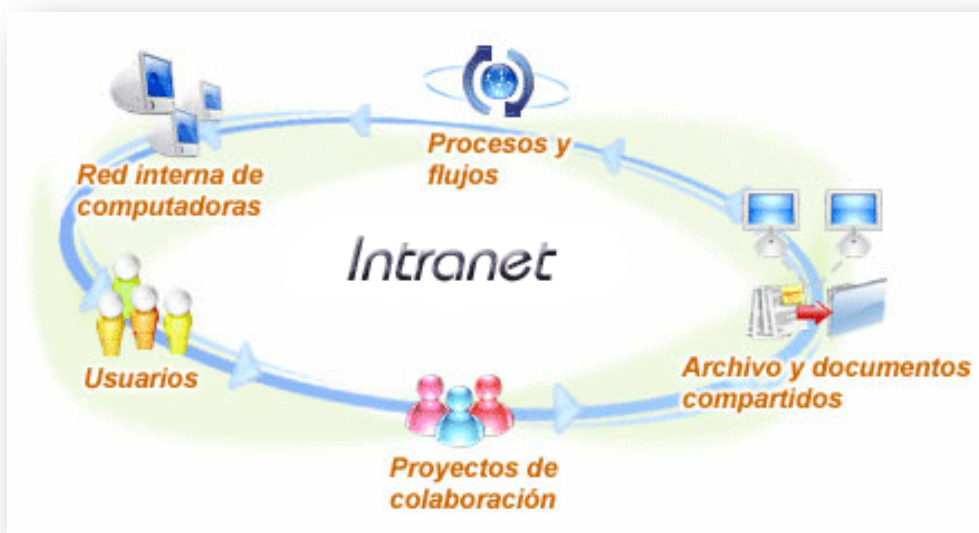 Procesos y
flujos
Red interna de
computadoras
Intranet
Usuarios
Archivo y documentos
compartidos
Proyectos de
colaboración